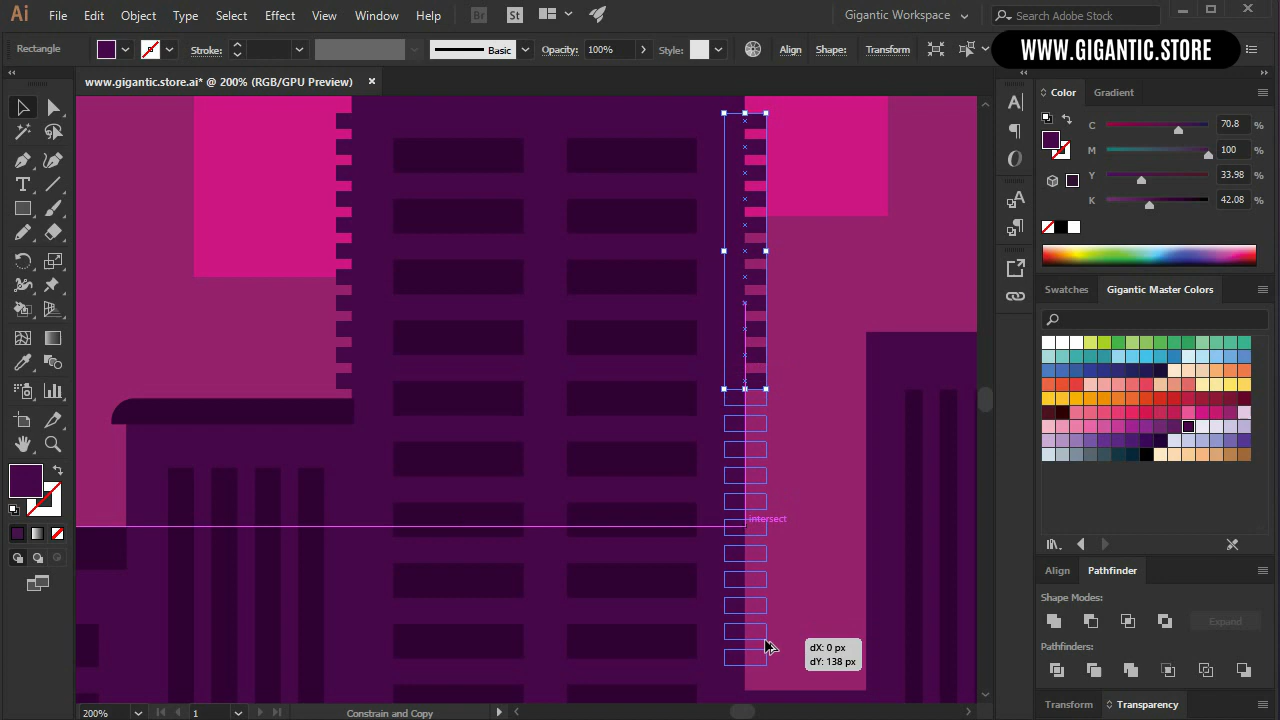 Ai File Edit Object Type Select Effect View Window Help Br St Gigantic Workspace Search Adobe Stock
Rectangle Stroke: Basic Opacity: 100% Style: Align Shape: Transform WWW.GIGANTIC.STORE
www.gigantic.store.ai* @ 200% (RGB/GPU Preview)
Color Gradient
C 70.8 %
M 100 %
Y 33.98 %
K 42.08 %
Swatches Gigantic Master Colors
intersect
dX: 0 px
dY: 138 px
Align Pathfinder
Shape Modes:
Expand
Pathfinders:
Transform Transparency
200% 1 Constrain and Copy